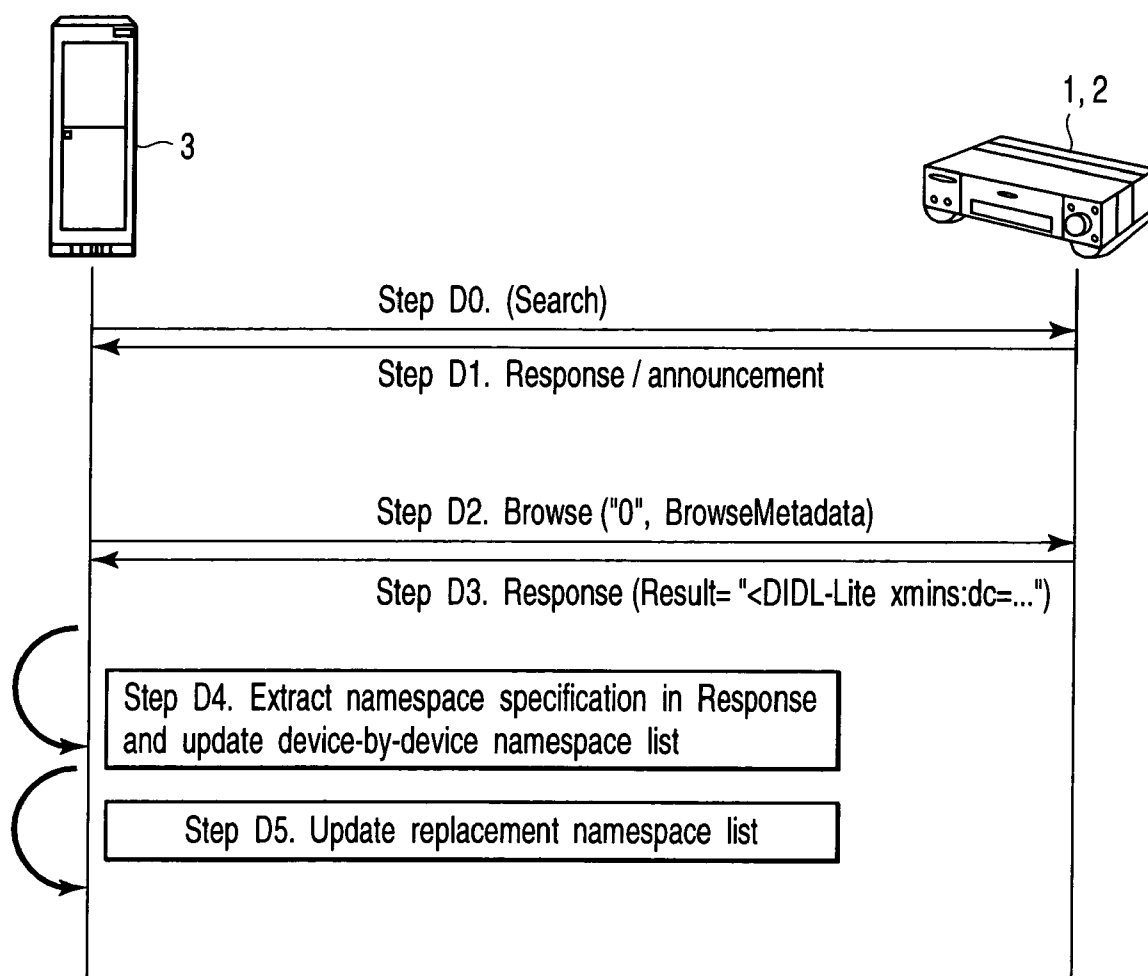 3
1, 2
Step D0. (Search)
Step D1. Response / announcement
Step D2. Browse ("0", BrowseMetadata)
Step D3. Response (Result= "<DIDL-Lite xmins:dc=...")
Step D4. Extract namespace specification in Response
and update device-by-device namespace list
Step D5. Update replacement namespace list